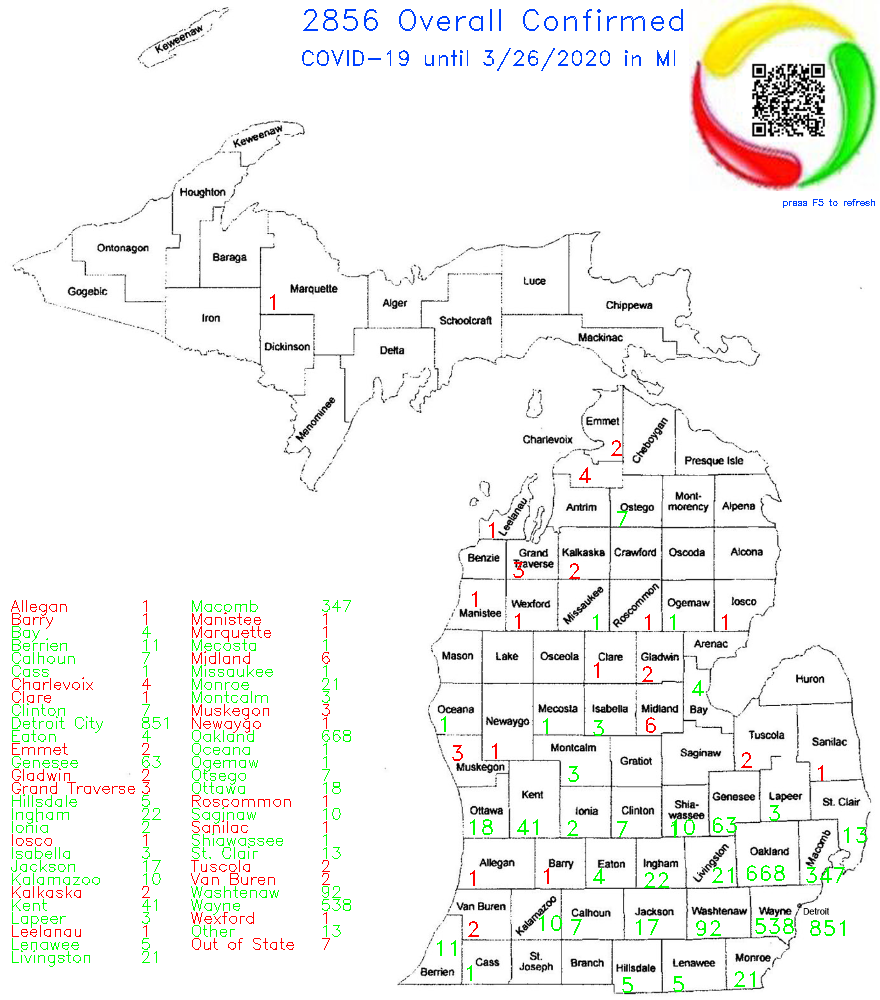 2856 Overall Confirmed
COVID-19 until 3/26/2020 in MI
press F5 to refresh
Keweenaw
Keweenaw
Houghton
Ontonagon
Baraga
Gogebic
Marquette
1
Iron
Alger
Luce
Chippewa
Schoolcraft
Dickinson
Delta
Mackinac
Menominee
Emmet
2
Charlevoix
4
Cheboygan
Presque Isle
Leelanau
1
Antrim
Ostego
7
Mont-
morency
Alpena
Benzie
Grand
Traverse
3
Kalkaska
2
Crawford
Oscoda
Alcona
1
Manistee
Wexford
1
Missaukee
1
Roscommon
1
Ogemaw
1
Iosco
1
Mason
Lake
Osceola
Clare
1
Gladwin
2
Arenac
Huron
Oceana
1
Newaygo
1
Mecosta
1
Isabella
3
Midland
6
4
Bay
Tuscola
2
Sanilac
1
3
Muskegon
Montcalm
3
Gratiot
Saginaw
Ottawa
18
Kent
41
Ionia
2
Clinton
7
Shia-
wassee
10
Genesee
63
Lapeer
3
St. Clair
13
Allegan
1
Barry
1
Eaton
4
Ingham
22
Livingston
21
Oakland
668
Macomb
347
Van Buren
2
Kalamazoo
10
Calhoun
7
Jackson
17
Washtenaw
92
Wayne
538
Detroit
851
11
Berrien
Cass
1
St.
Joseph
Branch
Hillsdale
5
Lenawee
5
Monroe
21
Allegan 1
Barry 1
Bay 4
Berrien 11
Calhoun 7
Cass 1
Charlevoix 4
Clare 1
Clinton 7
Detroit City 851
Eaton 4
Emmet 2
Genesee 63
Gladwin 2
Grand Traverse 3
Hillsdale 5
Ingham 22
Ionia 2
Iosco 1
Isabella 3
Jackson 17
Kalamazoo 10
Kalkaska 2
Kent 41
Lapeer 3
Leelanau 1
Lenawee 5
Livingston 21
Macomb 347
Manistee 1
Marquette 1
Mecosta 1
Midland 6
Missaukee 1
Monroe 21
Montcalm 3
Muskegon 3
Newaygo 1
Oakland 668
Oceana 1
Ogemaw 1
Otsego 7
Ottawa 18
Roscommon 1
Saginaw 10
Sanilac 1
Shiawassee 1
St. Clair 13
Tuscola 2
Van Buren 2
Washtenaw 92
Wayne 538
Wexford 1
Other 13
Out of State 7